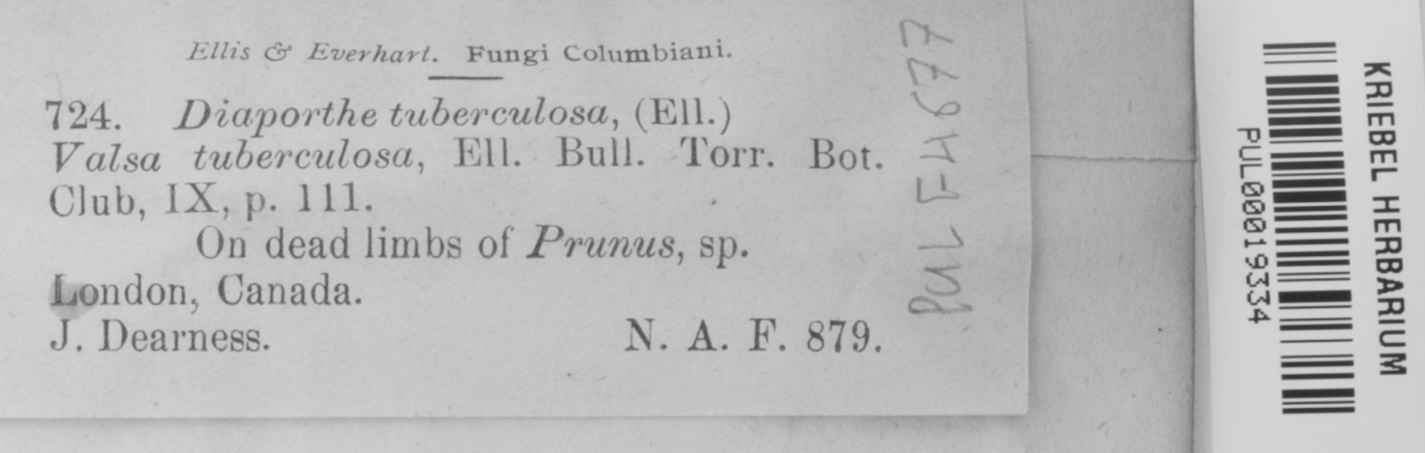 Ellis & Everhart. Fungi Columbiani.
724. Diaporthe tuberculosa, (Ell.)
Valsa tuberculosa, Ell. Bull. Torr. Bot.
Club, IX, p. 111.
On dead limbs of Prunus, sp.
London, Canada.
J. Dearness. N. A. F. 879.
PUL F4877
KRIEBEL HERBARIUM
PUL00019334